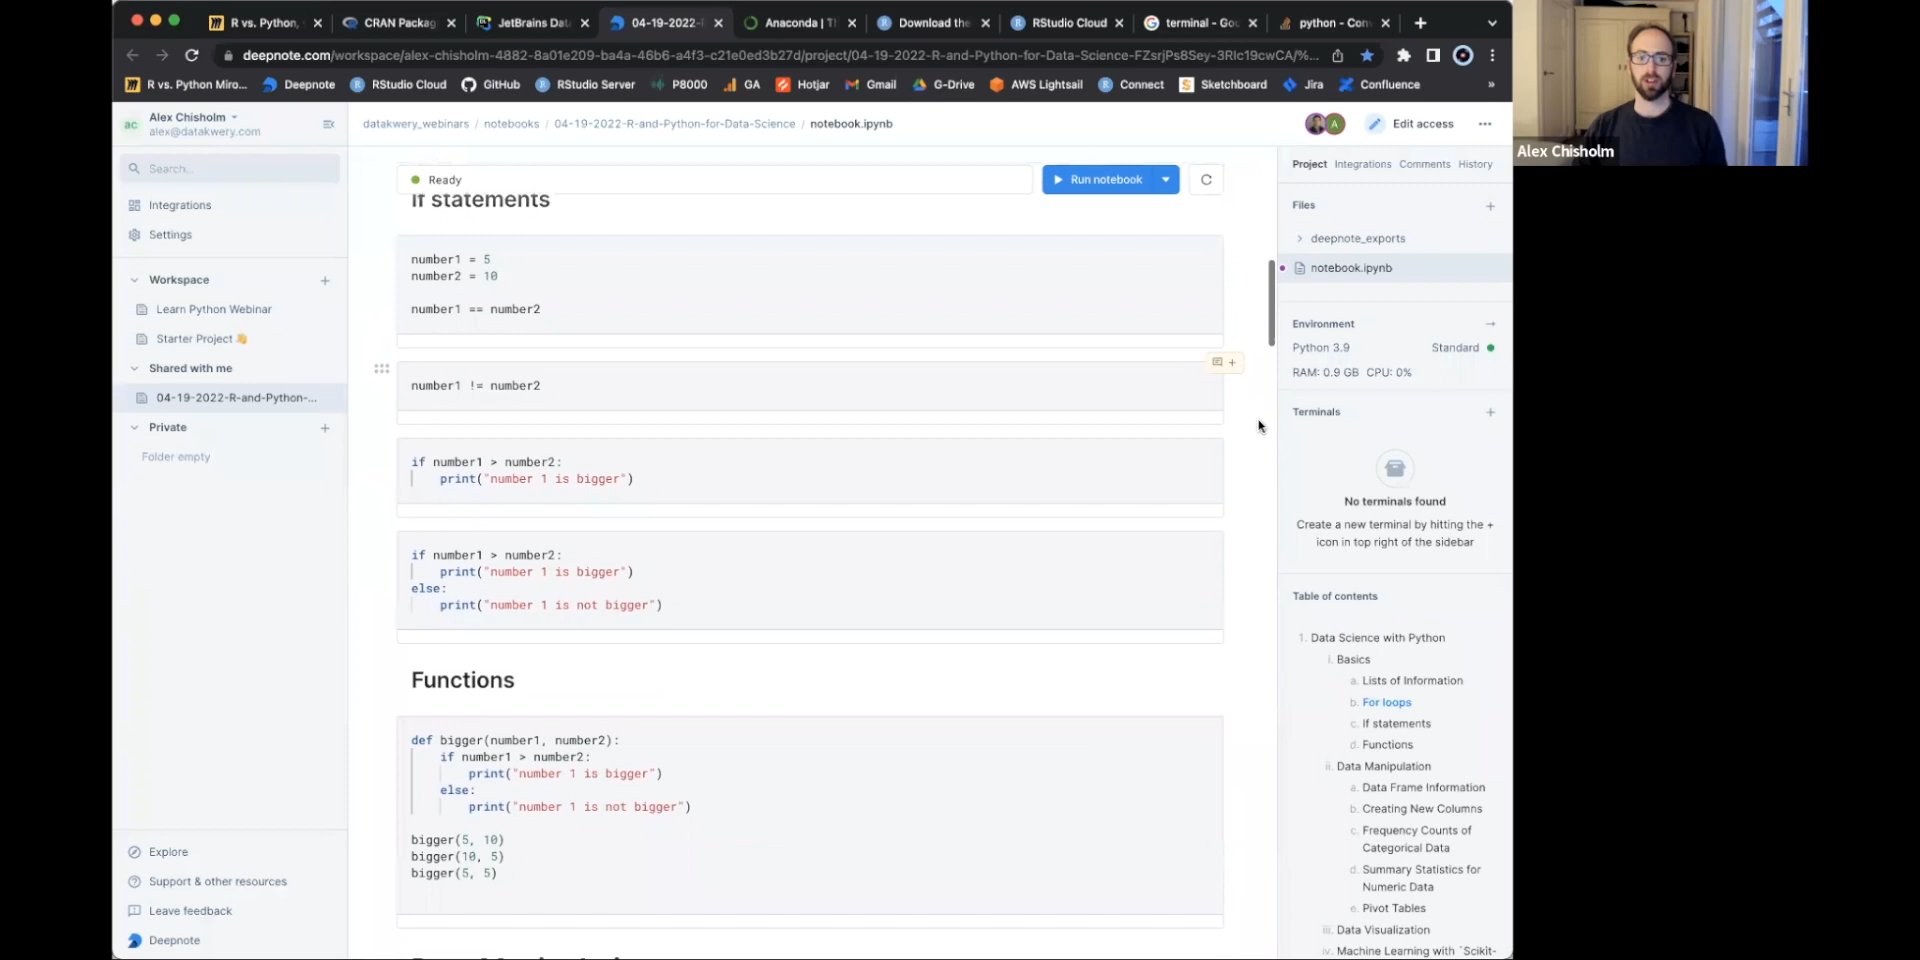 R vs. Python,
CRAN Packag
JetBrains Dat
04-19-2022-
Anaconda | Th
Download the
RStudio Cloud
terminal - Goo
python - Con
deepnote.com/workspace/alex-chisholm-4882-8a01e209-ba4a-46b6-a4f3-c21e0ed3b27d/project/04-19-2022-R-and-Python-for-Data-Science-FZsrjPs8Sey-3Rlc19cwCA/%...
R vs. Python Miro...
Deepnote
RStudio Cloud
GitHub
RStudio Server
P8000
GA
Hotjar
Gmail
G-Drive
AWS Lightsail
Connect
Sketchboard
Jira
Confluence
»
ac
Alex Chisholm
alex@datakwery.com
Search...
Integrations
Settings
Workspace
Learn Python Webinar
Starter Project 👋
Shared with me
04-19-2022-R-and-Python-...
Private
Folder empty
Explore
Support & other resources
Leave feedback
Deepnote
datakwery_webinars / notebooks / 04-19-2022-R-and-Python-for-Data-Science / notebook.ipynb
A
Edit access
Ready
Run notebook
If statements
number1 = 5
number2 = 10
number1 == number2
number1 != number2
if number1 > number2:
print("number 1 is bigger")
if number1 > number2:
print("number 1 is bigger")
else:
print("number 1 is not bigger")
Functions
def bigger(number1, number2):
if number1 > number2:
print("number 1 is bigger")
else:
print("number 1 is not bigger")
bigger(5, 10)
bigger(10, 5)
bigger(5, 5)
Project
Integrations
Comments
History
Files
deepnote_exports
notebook.ipynb
Environment
Python 3.9
Standard
RAM: 0.9 GB CPU: 0%
Terminals
No terminals found
Create a new terminal by hitting the +
icon in top right of the sidebar
Table of contents
1. Data Science with Python
i. Basics
a. Lists of Information
b. For loops
c. If statements
d. Functions
ii. Data Manipulation
a. Data Frame Information
b. Creating New Columns
c. Frequency Counts of
Categorical Data
d. Summary Statistics for
Numeric Data
e. Pivot Tables
iii. Data Visualization
iv. Machine Learning with `Scikit-
Alex Chisholm